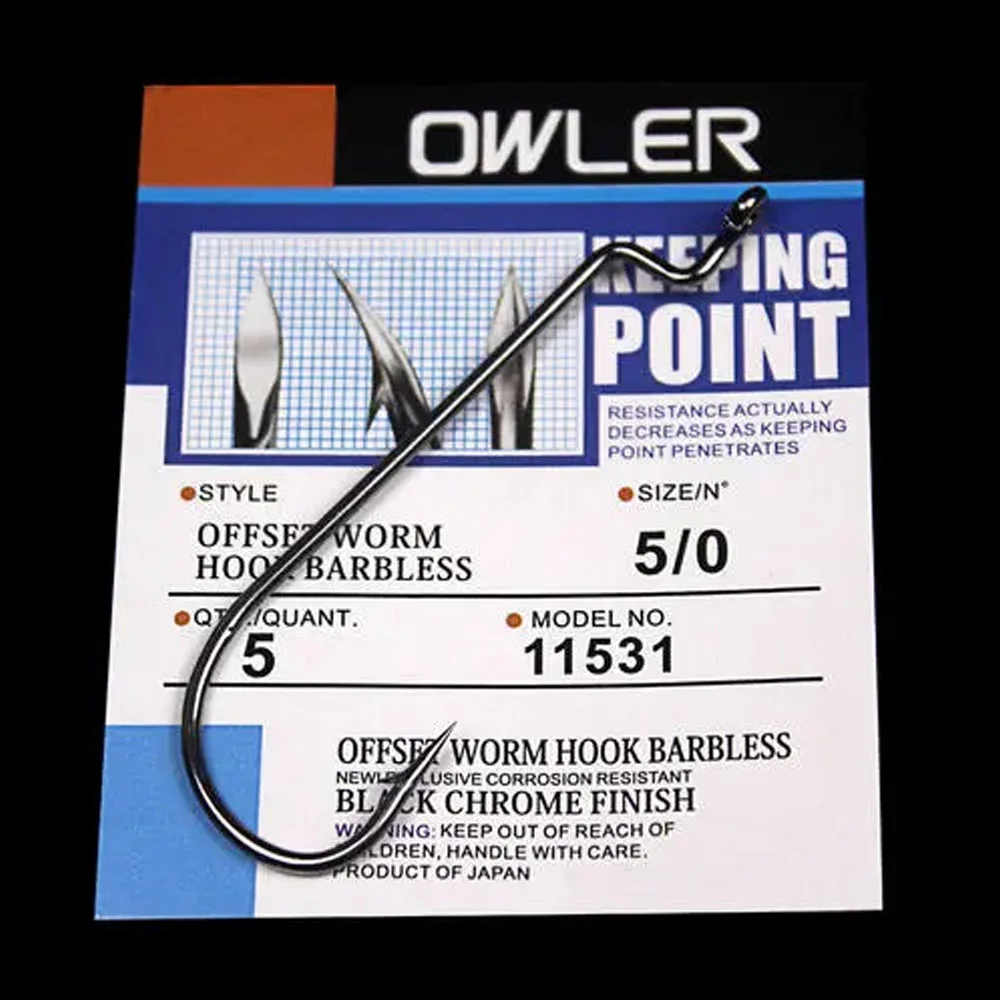 OWLER
KEEPING
POINT
RESISTANCE ACTUALLY
DECREASES AS KEEPING
POINT PENETRATES
STYLE
SIZE/N°
OFFSET WORM
HOOK BARBLESS
5/0
QTY./QUANT.
MODEL NO.
5
11531
OFFSET WORM HOOK BARBLESS
CORROSION RESISTANT
BLACK CHROME FINISH
WARNING: KEEP OUT OF REACH OF
CHILDREN, HANDLE WITH CARE.
PRODUCT OF JAPAN